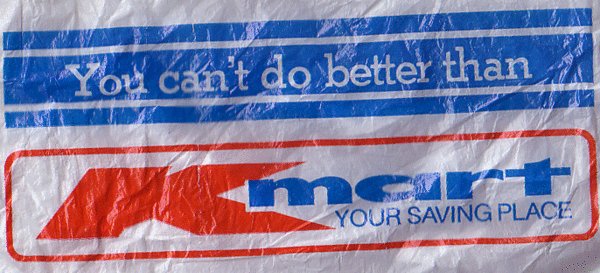 You can't do better than
Kmart
YOUR SAVING PLACE